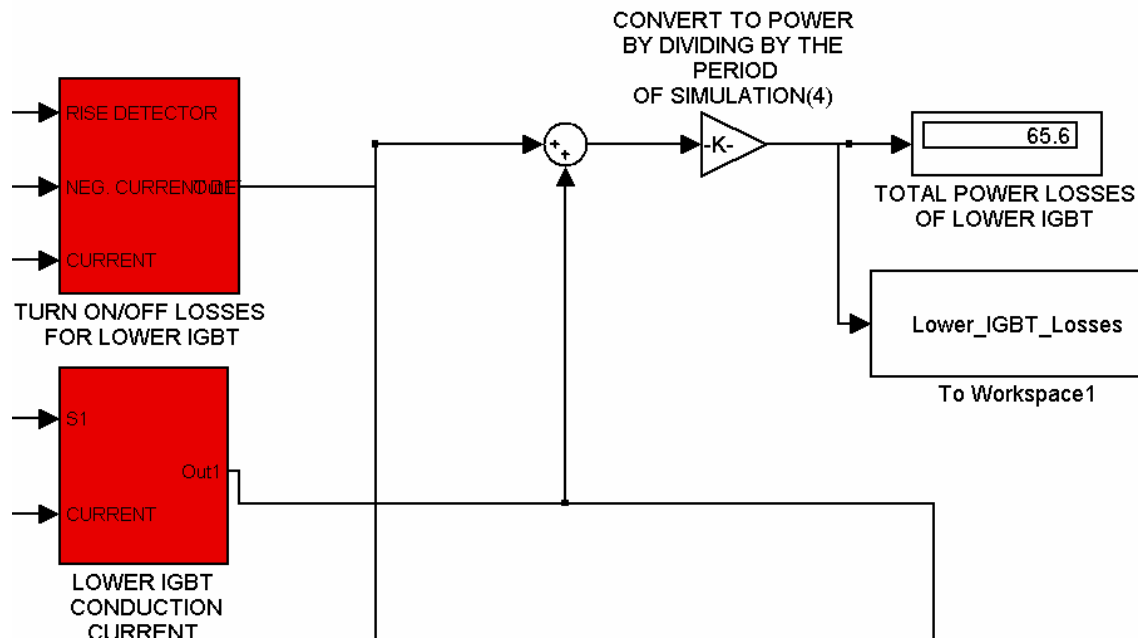 CONVERT TO POWER
BY DIVIDING BY THE
PERIOD
OF SIMULATION(4)
RISE DETECTOR
NEG. CURRENT DET
Out1
CURRENT
TURN ON/OFF LOSSES
FOR LOWER IGBT
+
+
-K-
65.6
TOTAL POWER LOSSES
OF LOWER IGBT
Lower_IGBT_Losses
To Workspace1
S1
Out1
CURRENT
LOWER IGBT
CONDUCTION
CURRENT